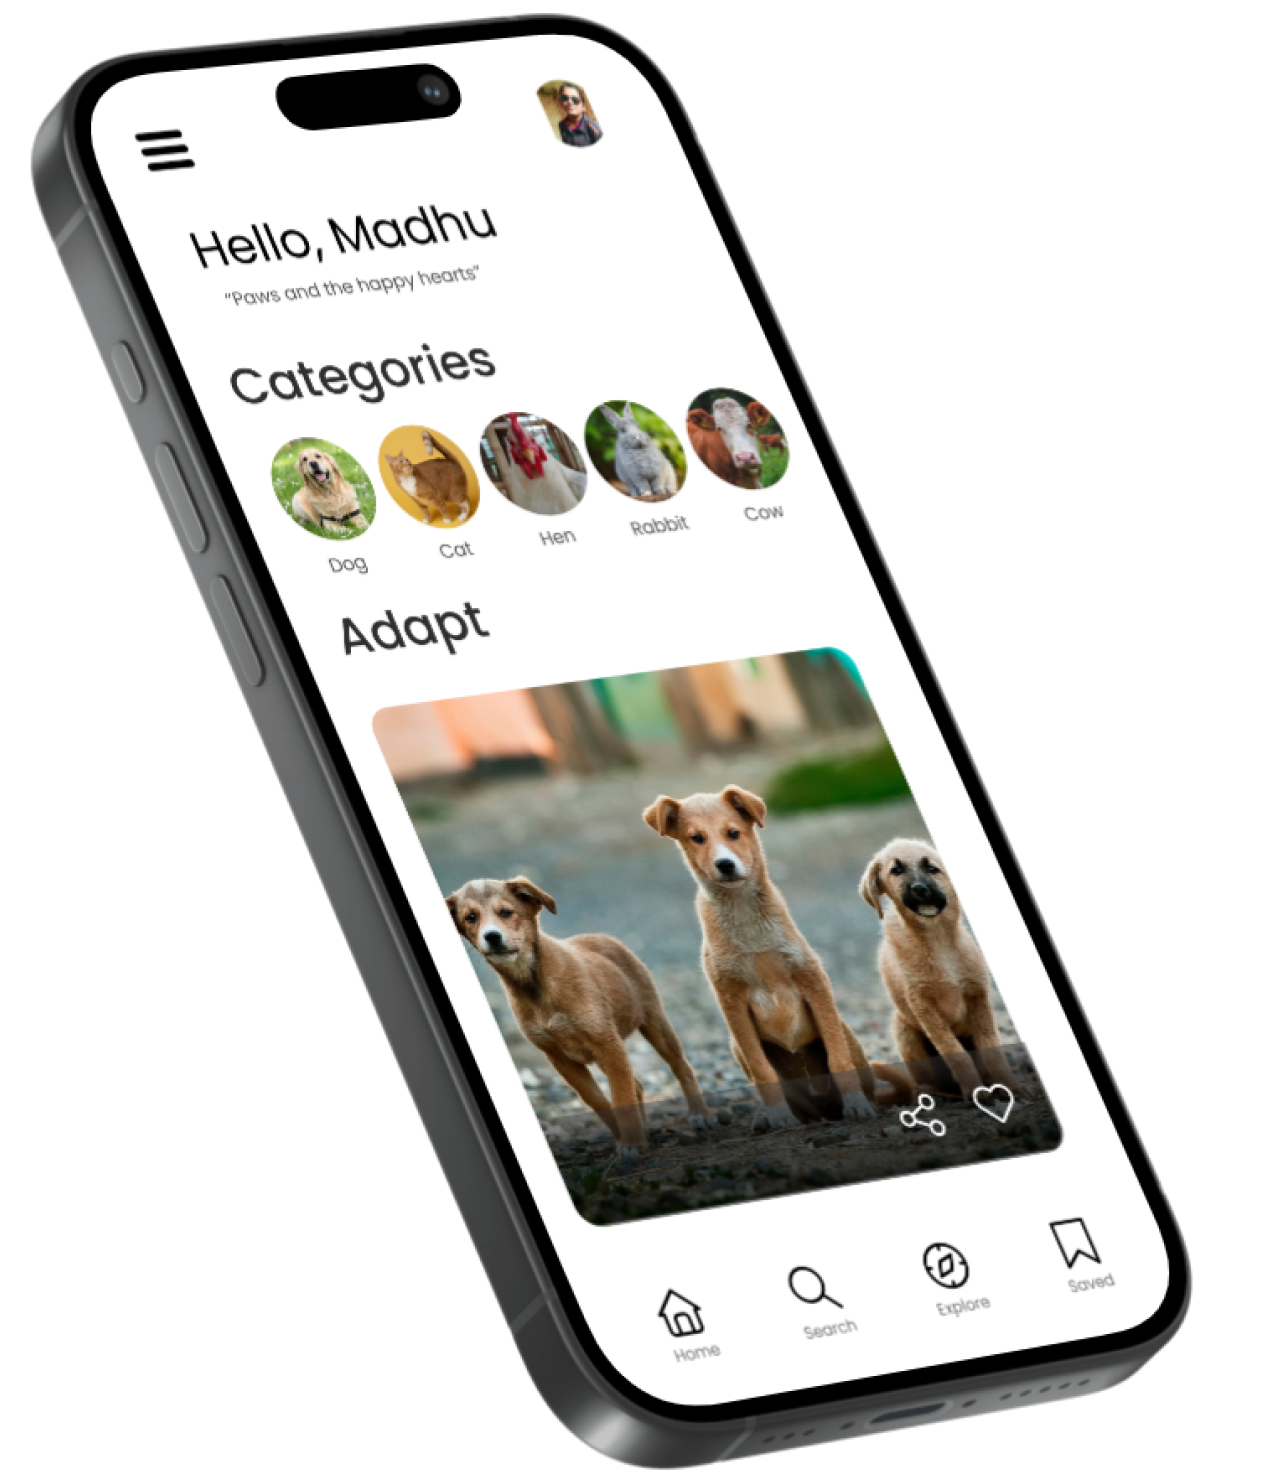 Hello, Madhu
“Paws and the happy hearts”
Categories
Dog
Cat
Hen
Rabbit
Cow
Adapt
Home
Search
Explore
Saved